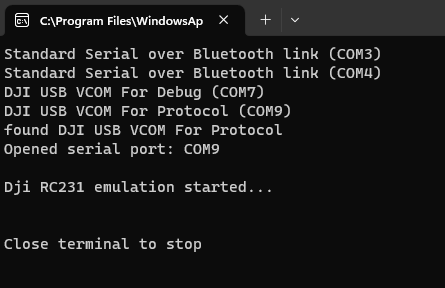 C:\Program Files\WindowsAp
Standard Serial over Bluetooth link (COM3)
Standard Serial over Bluetooth link (COM4)
DJI USB VCOM For Debug (COM7)
DJI USB VCOM For Protocol (COM9)
found DJI USB VCOM For Protocol
Opened serial port: COM9
Dji RC231 emulation started...
Close terminal to stop